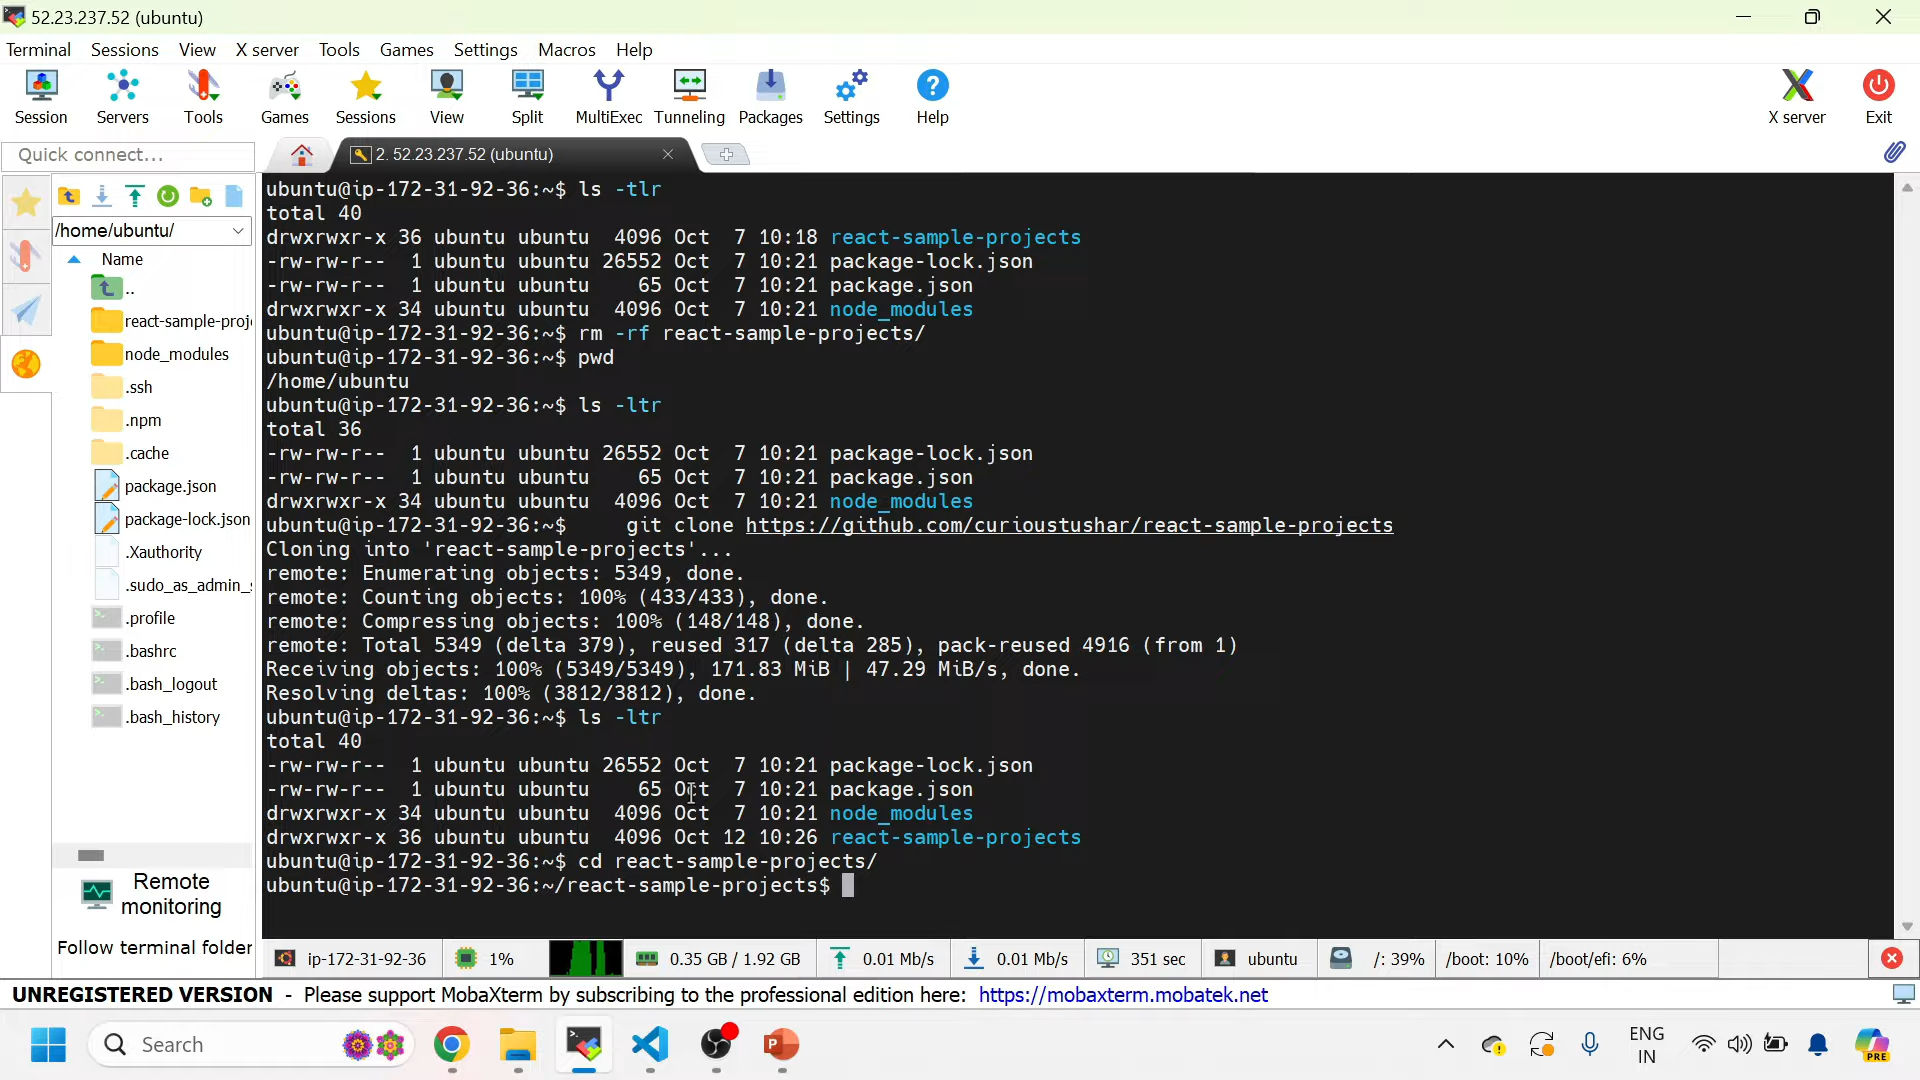 52.23.237.52 (ubuntu)
Terminal Sessions View X server Tools Games Settings Macros Help
Session Servers Tools Games Sessions View Split MultiExec Tunneling Packages Settings Help X server Exit
Quick connect...
2. 52.23.237.52 (ubuntu)
/home/ubuntu/
Name
..
react-sample-proj
node_modules
.ssh
.npm
.cache
package.json
package-lock.json
.Xauthority
.sudo_as_admin_
.profile
.bashrc
.bash_logout
.bash_history
Remote
monitoring
Follow terminal folder
ubuntu@ip-172-31-92-36:~$ ls -tlr
total 40
drwxrwxr-x 36 ubuntu ubuntu  4096 Oct  7 10:18 react-sample-projects
-rw-rw-r--  1 ubuntu ubuntu 26552 Oct  7 10:21 package-lock.json
-rw-rw-r--  1 ubuntu ubuntu    65 Oct  7 10:21 package.json
drwxrwxr-x 34 ubuntu ubuntu  4096 Oct  7 10:21 node_modules
ubuntu@ip-172-31-92-36:~$ rm -rf react-sample-projects/
ubuntu@ip-172-31-92-36:~$ pwd
/home/ubuntu
ubuntu@ip-172-31-92-36:~$ ls -ltr
total 36
-rw-rw-r--  1 ubuntu ubuntu 26552 Oct  7 10:21 package-lock.json
-rw-rw-r--  1 ubuntu ubuntu    65 Oct  7 10:21 package.json
drwxrwxr-x 34 ubuntu ubuntu  4096 Oct  7 10:21 node_modules
ubuntu@ip-172-31-92-36:~$     git clone https://github.com/curioustushar/react-sample-projects
Cloning into 'react-sample-projects'...
remote: Enumerating objects: 5349, done.
remote: Counting objects: 100% (433/433), done.
remote: Compressing objects: 100% (148/148), done.
remote: Total 5349 (delta 379), reused 317 (delta 285), pack-reused 4916 (from 1)
Receiving objects: 100% (5349/5349), 171.83 MiB | 47.29 MiB/s, done.
Resolving deltas: 100% (3812/3812), done.
ubuntu@ip-172-31-92-36:~$ ls -ltr
total 40
-rw-rw-r--  1 ubuntu ubuntu 26552 Oct  7 10:21 package-lock.json
-rw-rw-r--  1 ubuntu ubuntu    65 Oct  7 10:21 package.json
drwxrwxr-x 34 ubuntu ubuntu  4096 Oct  7 10:21 node_modules
drwxrwxr-x 36 ubuntu ubuntu  4096 Oct 12 10:26 react-sample-projects
ubuntu@ip-172-31-92-36:~$ cd react-sample-projects/
ubuntu@ip-172-31-92-36:~/react-sample-projects$
ip-172-31-92-36 1% 0.35 GB / 1.92 GB 0.01 Mb/s 0.01 Mb/s 351 sec ubuntu /: 39% /boot: 10% /boot/efi: 6%
UNREGISTERED VERSION - Please support MobaXterm by subscribing to the professional edition here: https://mobaxterm.mobatek.net
Search
ENG
IN
PRE